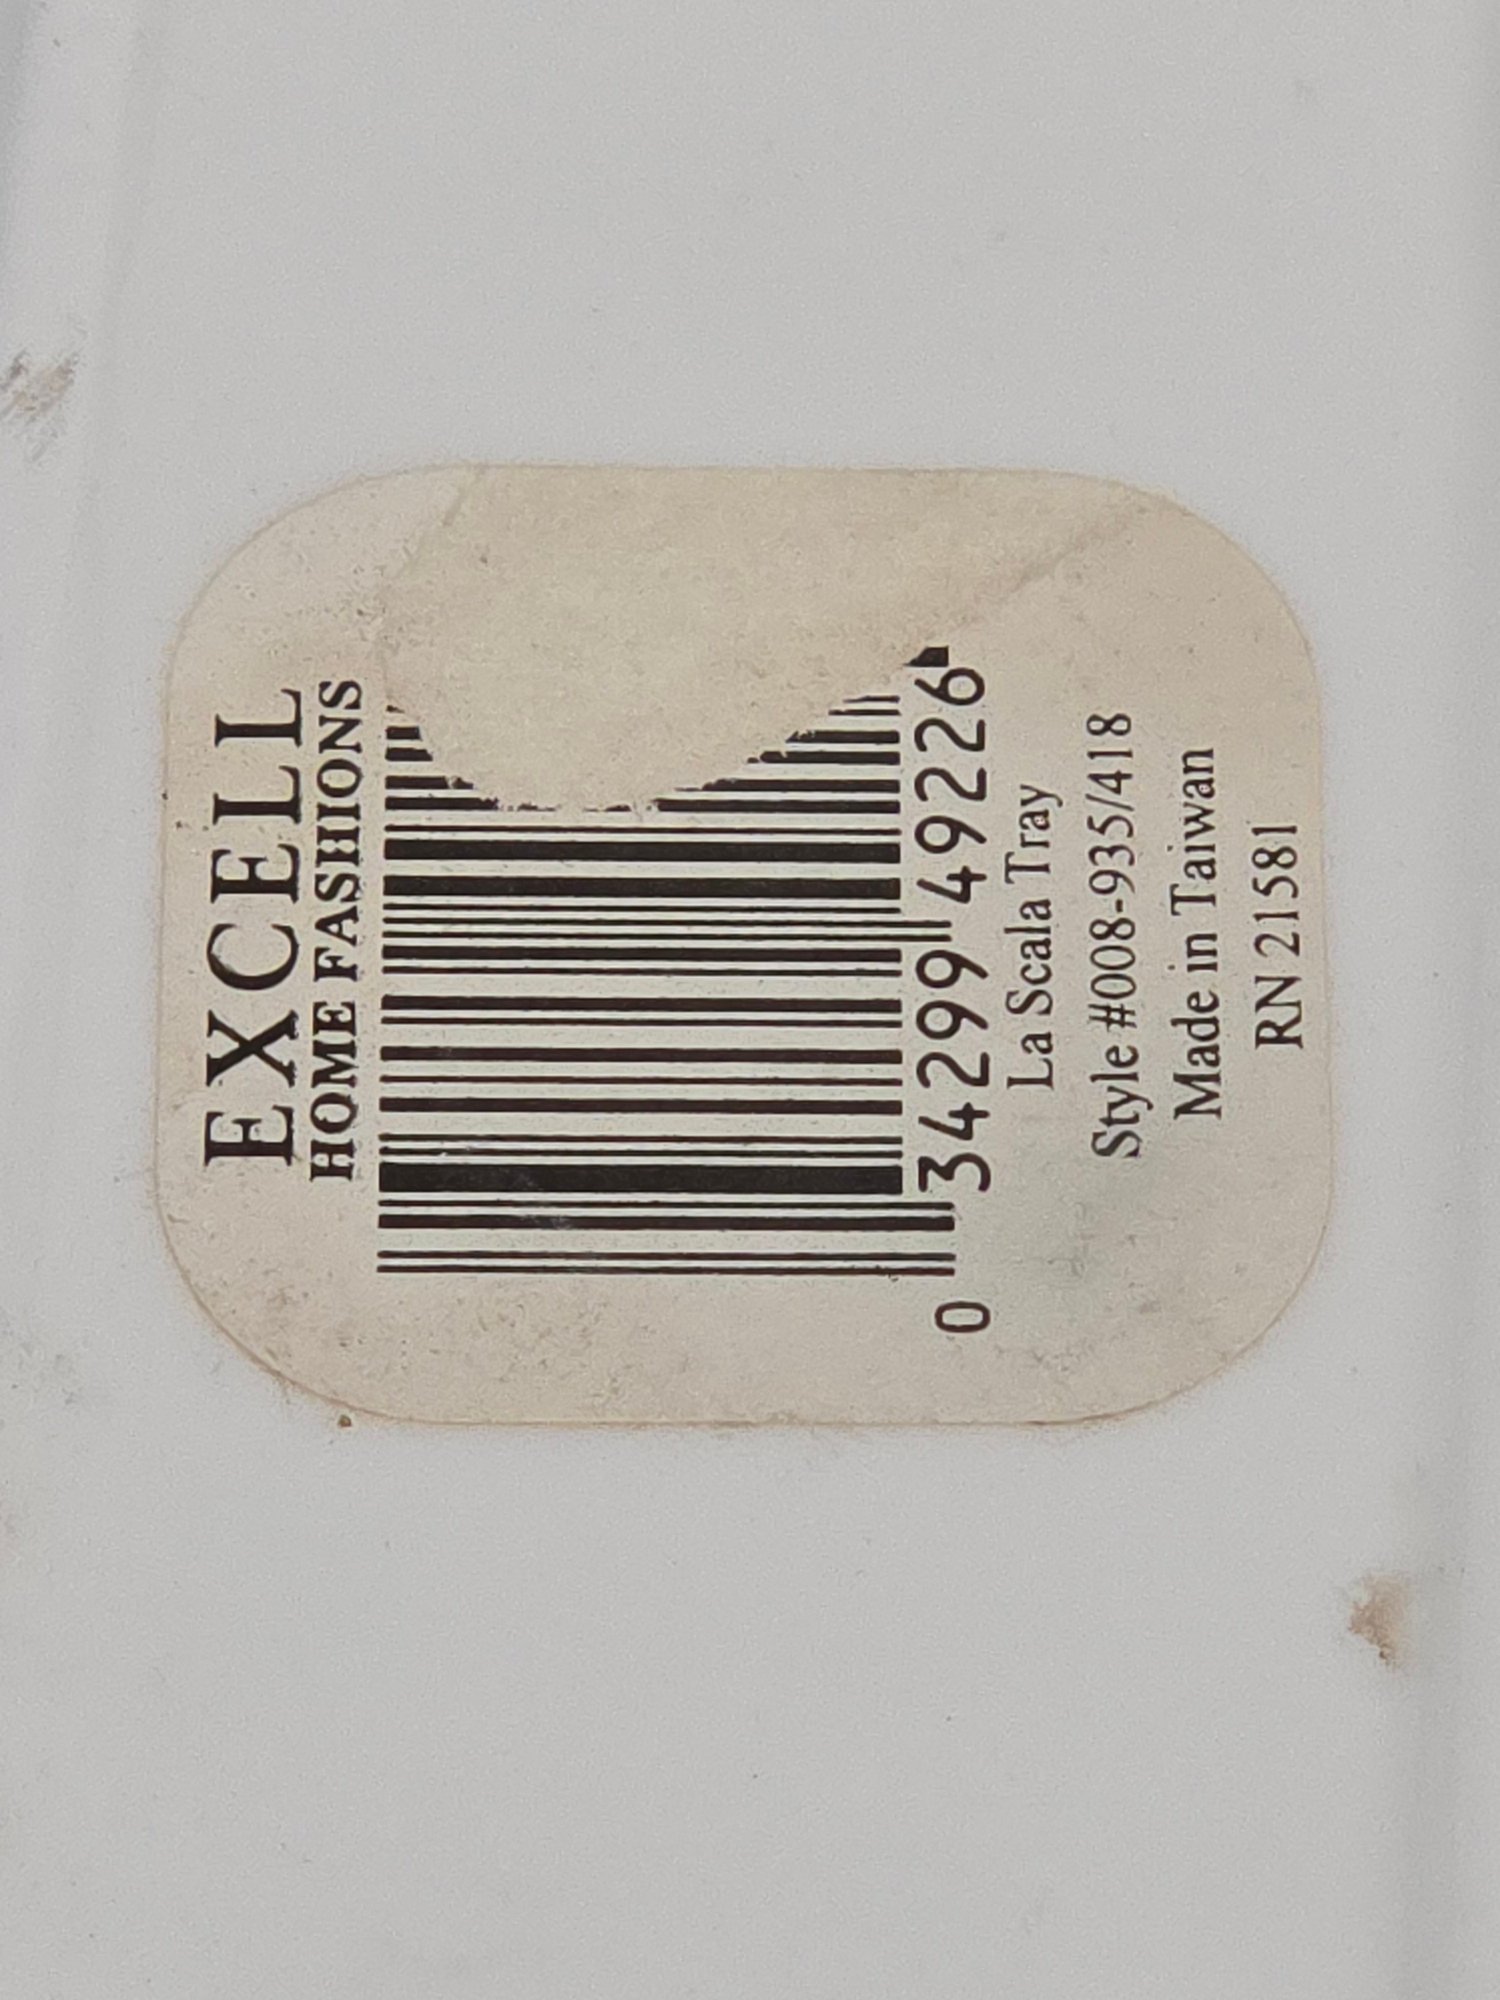 EXCELL
HOME FASHIONS
0 34299 49226
La Scala Tray
Style #008-935/418
Made in Taiwan
RN 21581